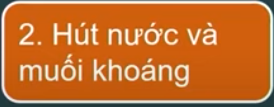 2. Hút nước và
muối khoáng